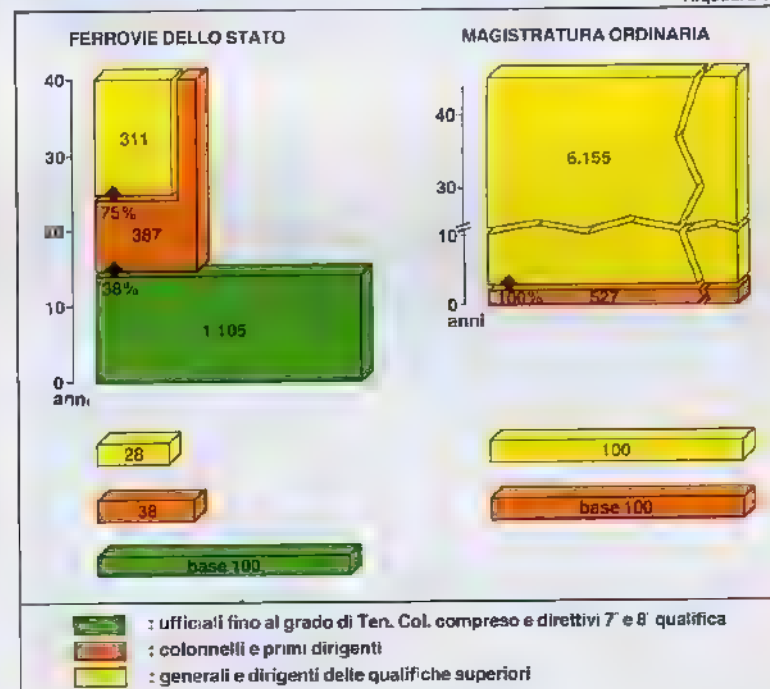 FERROVIE DELLO STATO
40
30
10
0
311
75%
387
38%
1 105
28
38
base 100
MAGISTRATURA ORDINARIA
40
30
10
0
anni
6.155
100%
527
100
base 100
: ufficiali fino al grado di Ten. Col. compreso e direttivi 7ª e 8ª qualifica
: colonnelli e primi dirigenti
: generali e dirigenti delle qualifiche superiori